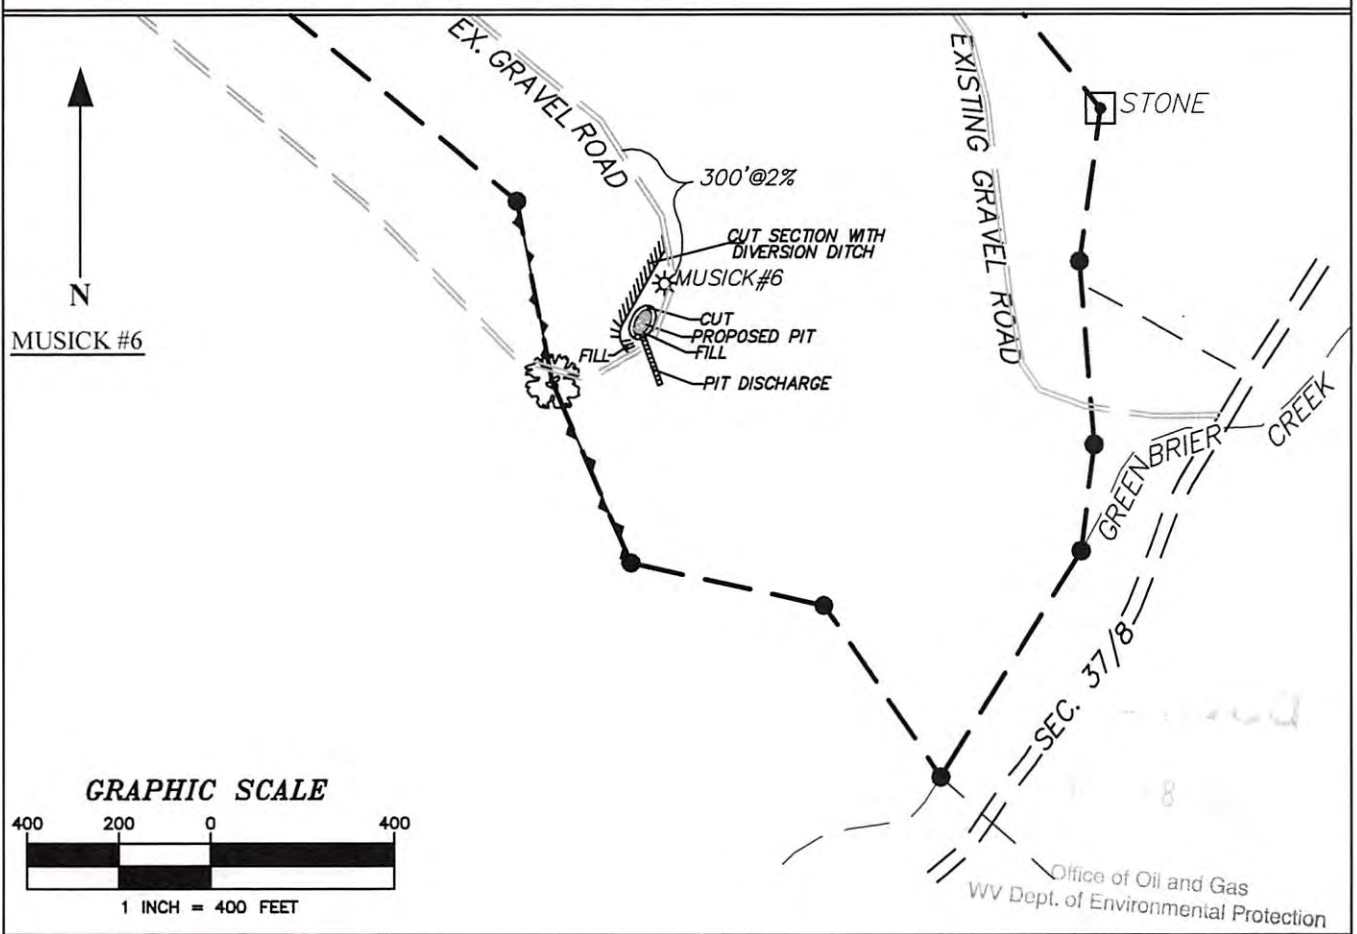 EX. GRAVEL ROAD
EXISTING GRAVEL ROAD
STONE
300'@2%
CUT SECTION WITH
DIVERSION DITCH
MUSICK#6
N
MUSICK #6
CUT
PROPOSED PIT
FILL
FILL
PIT DISCHARGE
GREENBRIER CREEK
SEC. 37/8
GRAPHIC SCALE
400 200 0 400
1 INCH = 400 FEET
Office of Oil and Gas
WV Dept. of Environmental Protection